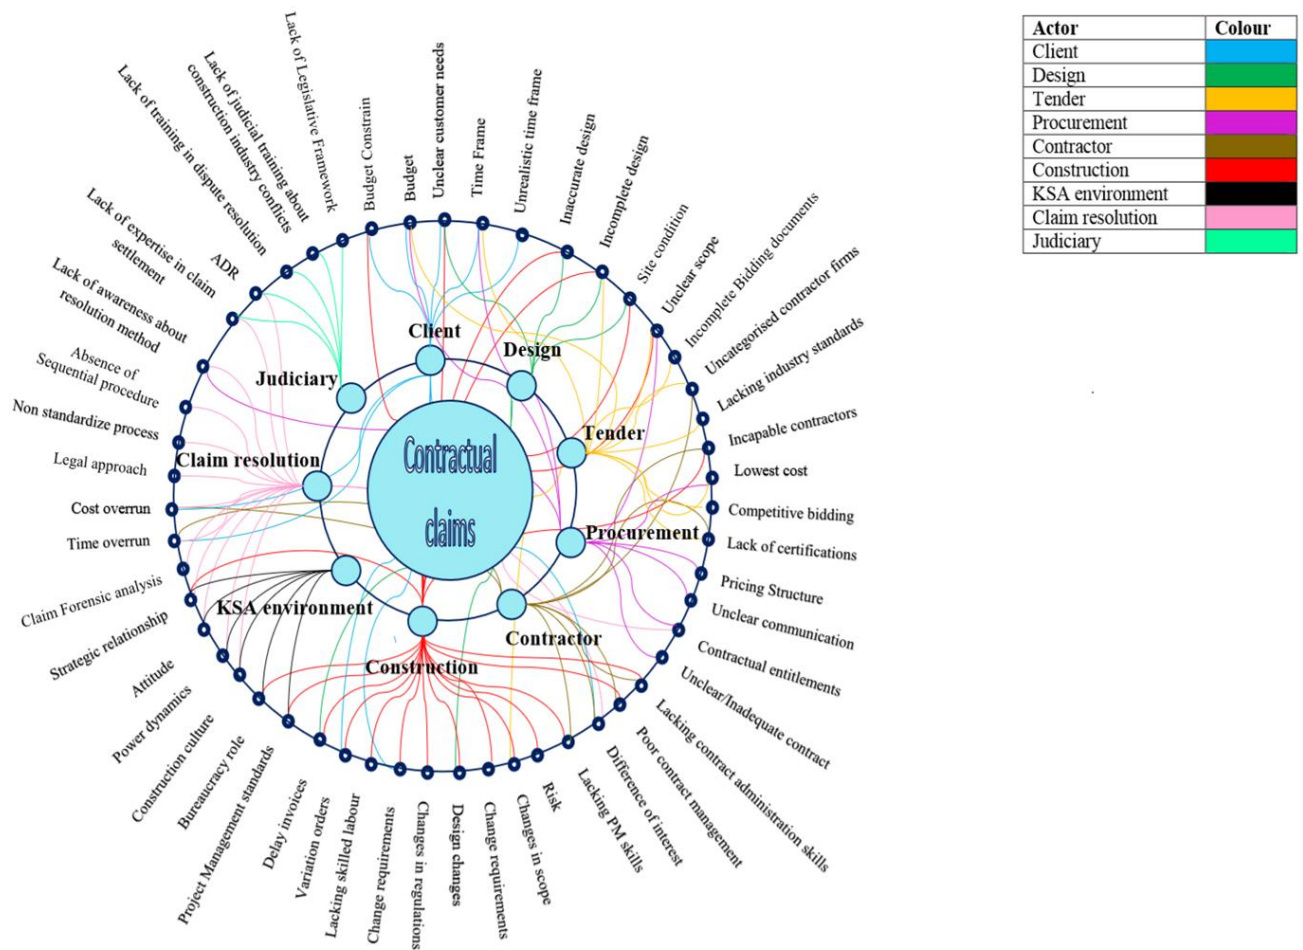 Lack of Legislative Framework
Lack of judicial training about
construction industry conflicts
Lack of training in dispute resolution
ADR
Lack of expertise in claim
settlement
Lack of awareness about
resolution method
Absence of
Sequential procedure
Non standardize process
Legal approach
Cost overrun
Time overrun
Claim Forensic analysis
Strategic relationship
Attitude
Power dynamics
Construction culture
Bureaucracy role
Project Management standards
Delay invoices
Variation orders
Lacking skilled labour
Change requirements
Changes in regulations
Design changes
Change requirements
Changes in scope
Risk
Lacking PM skills
Difference of interest
Poor contract management
Lacking contract administration skills
Unclear/Inadequate contract
Contractual entitlements
Unclear communication
Pricing Structure
Lack of certifications
Competitive bidding
Lowest cost
Incapable contractors
Lacking industry standards
Uncategorised contractor firms
Incomplete Bidding documents
Unclear scope
Site condition
Incomplete design
Inaccurate design
Unrealistic time frame
Time Frame
Unclear customer needs
Budget
Budget Constrain
Client
Design
Tender
Procurement
Contractor
Construction
KSA environment
Claim resolution
Judiciary
Contractual
claims
Actor Colour
Client
Design
Tender
Procurement
Contractor
Construction
KSA environment
Claim resolution
Judiciary